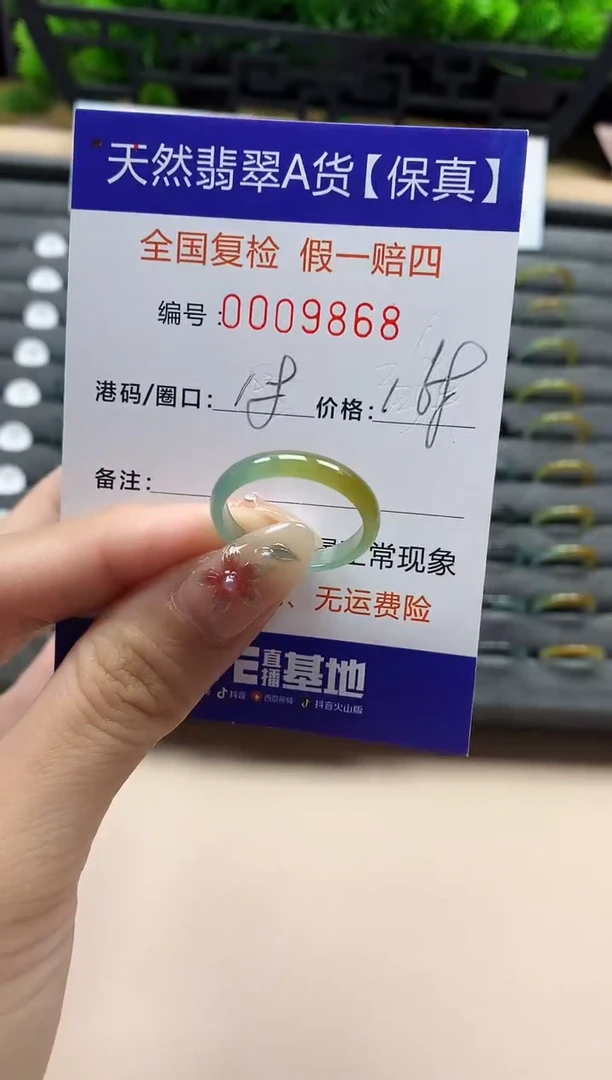 天然翡翠A货【保真】
全国复检 假一赔四
编号:0009868
港码/圈口: 价格:
备注:
正常现象
、无运费险
直播基地
抖音 西瓜视频 抖音火山版